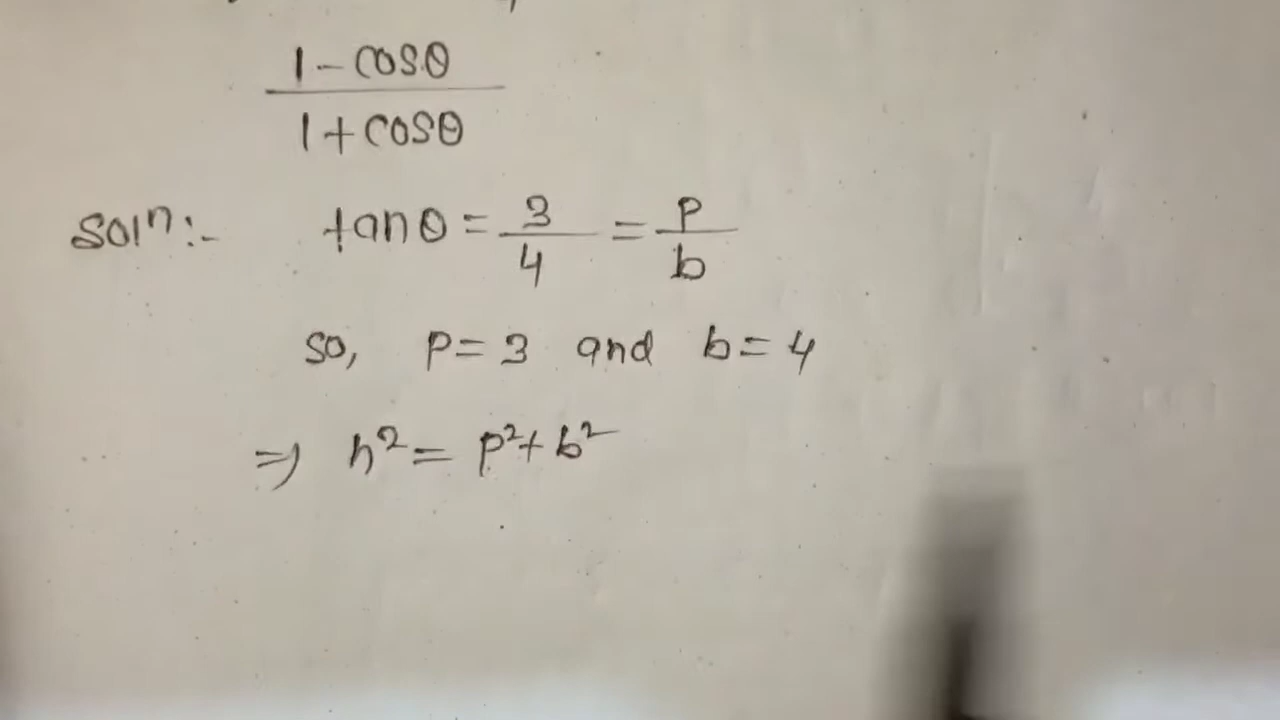 1 - cosθ
1 + cosθ
Solⁿ:- tanθ = 3/4 = p/b
so, p = 3 and b = 4
⇒ h² = p² + b²